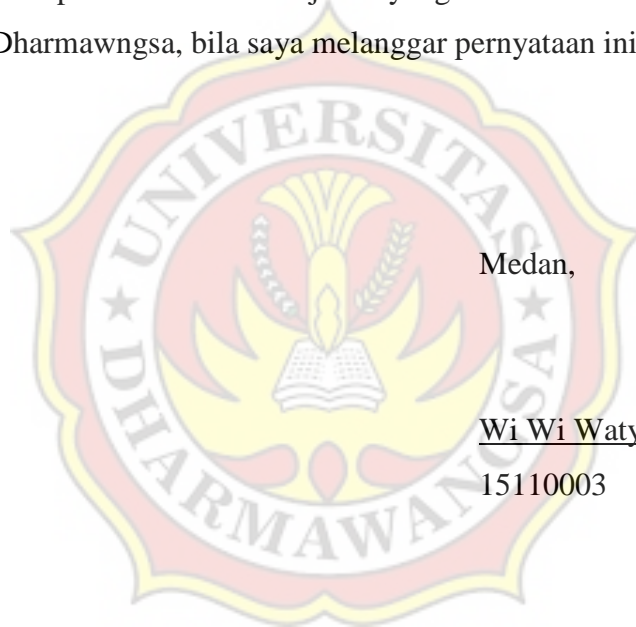 Dharmawngsa, bila saya melanggar pernyataan ini
UNIVERSITAS
DHARMAWANGSA
Medan,
Wi Wi Waty
15110003